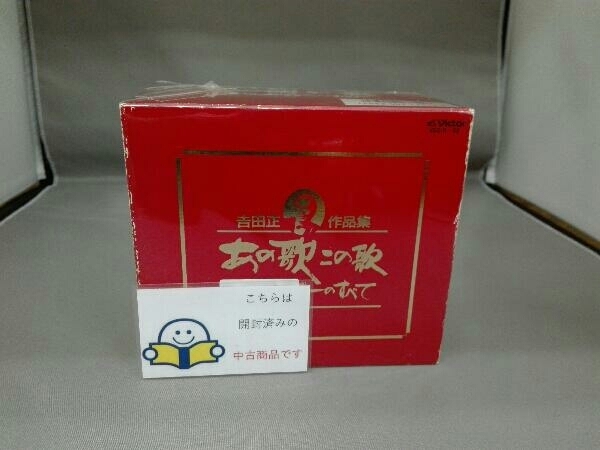 Victor
吉田正 作品集
あの歌この歌
のすべて
こちらは
開封済みの
中古商品です